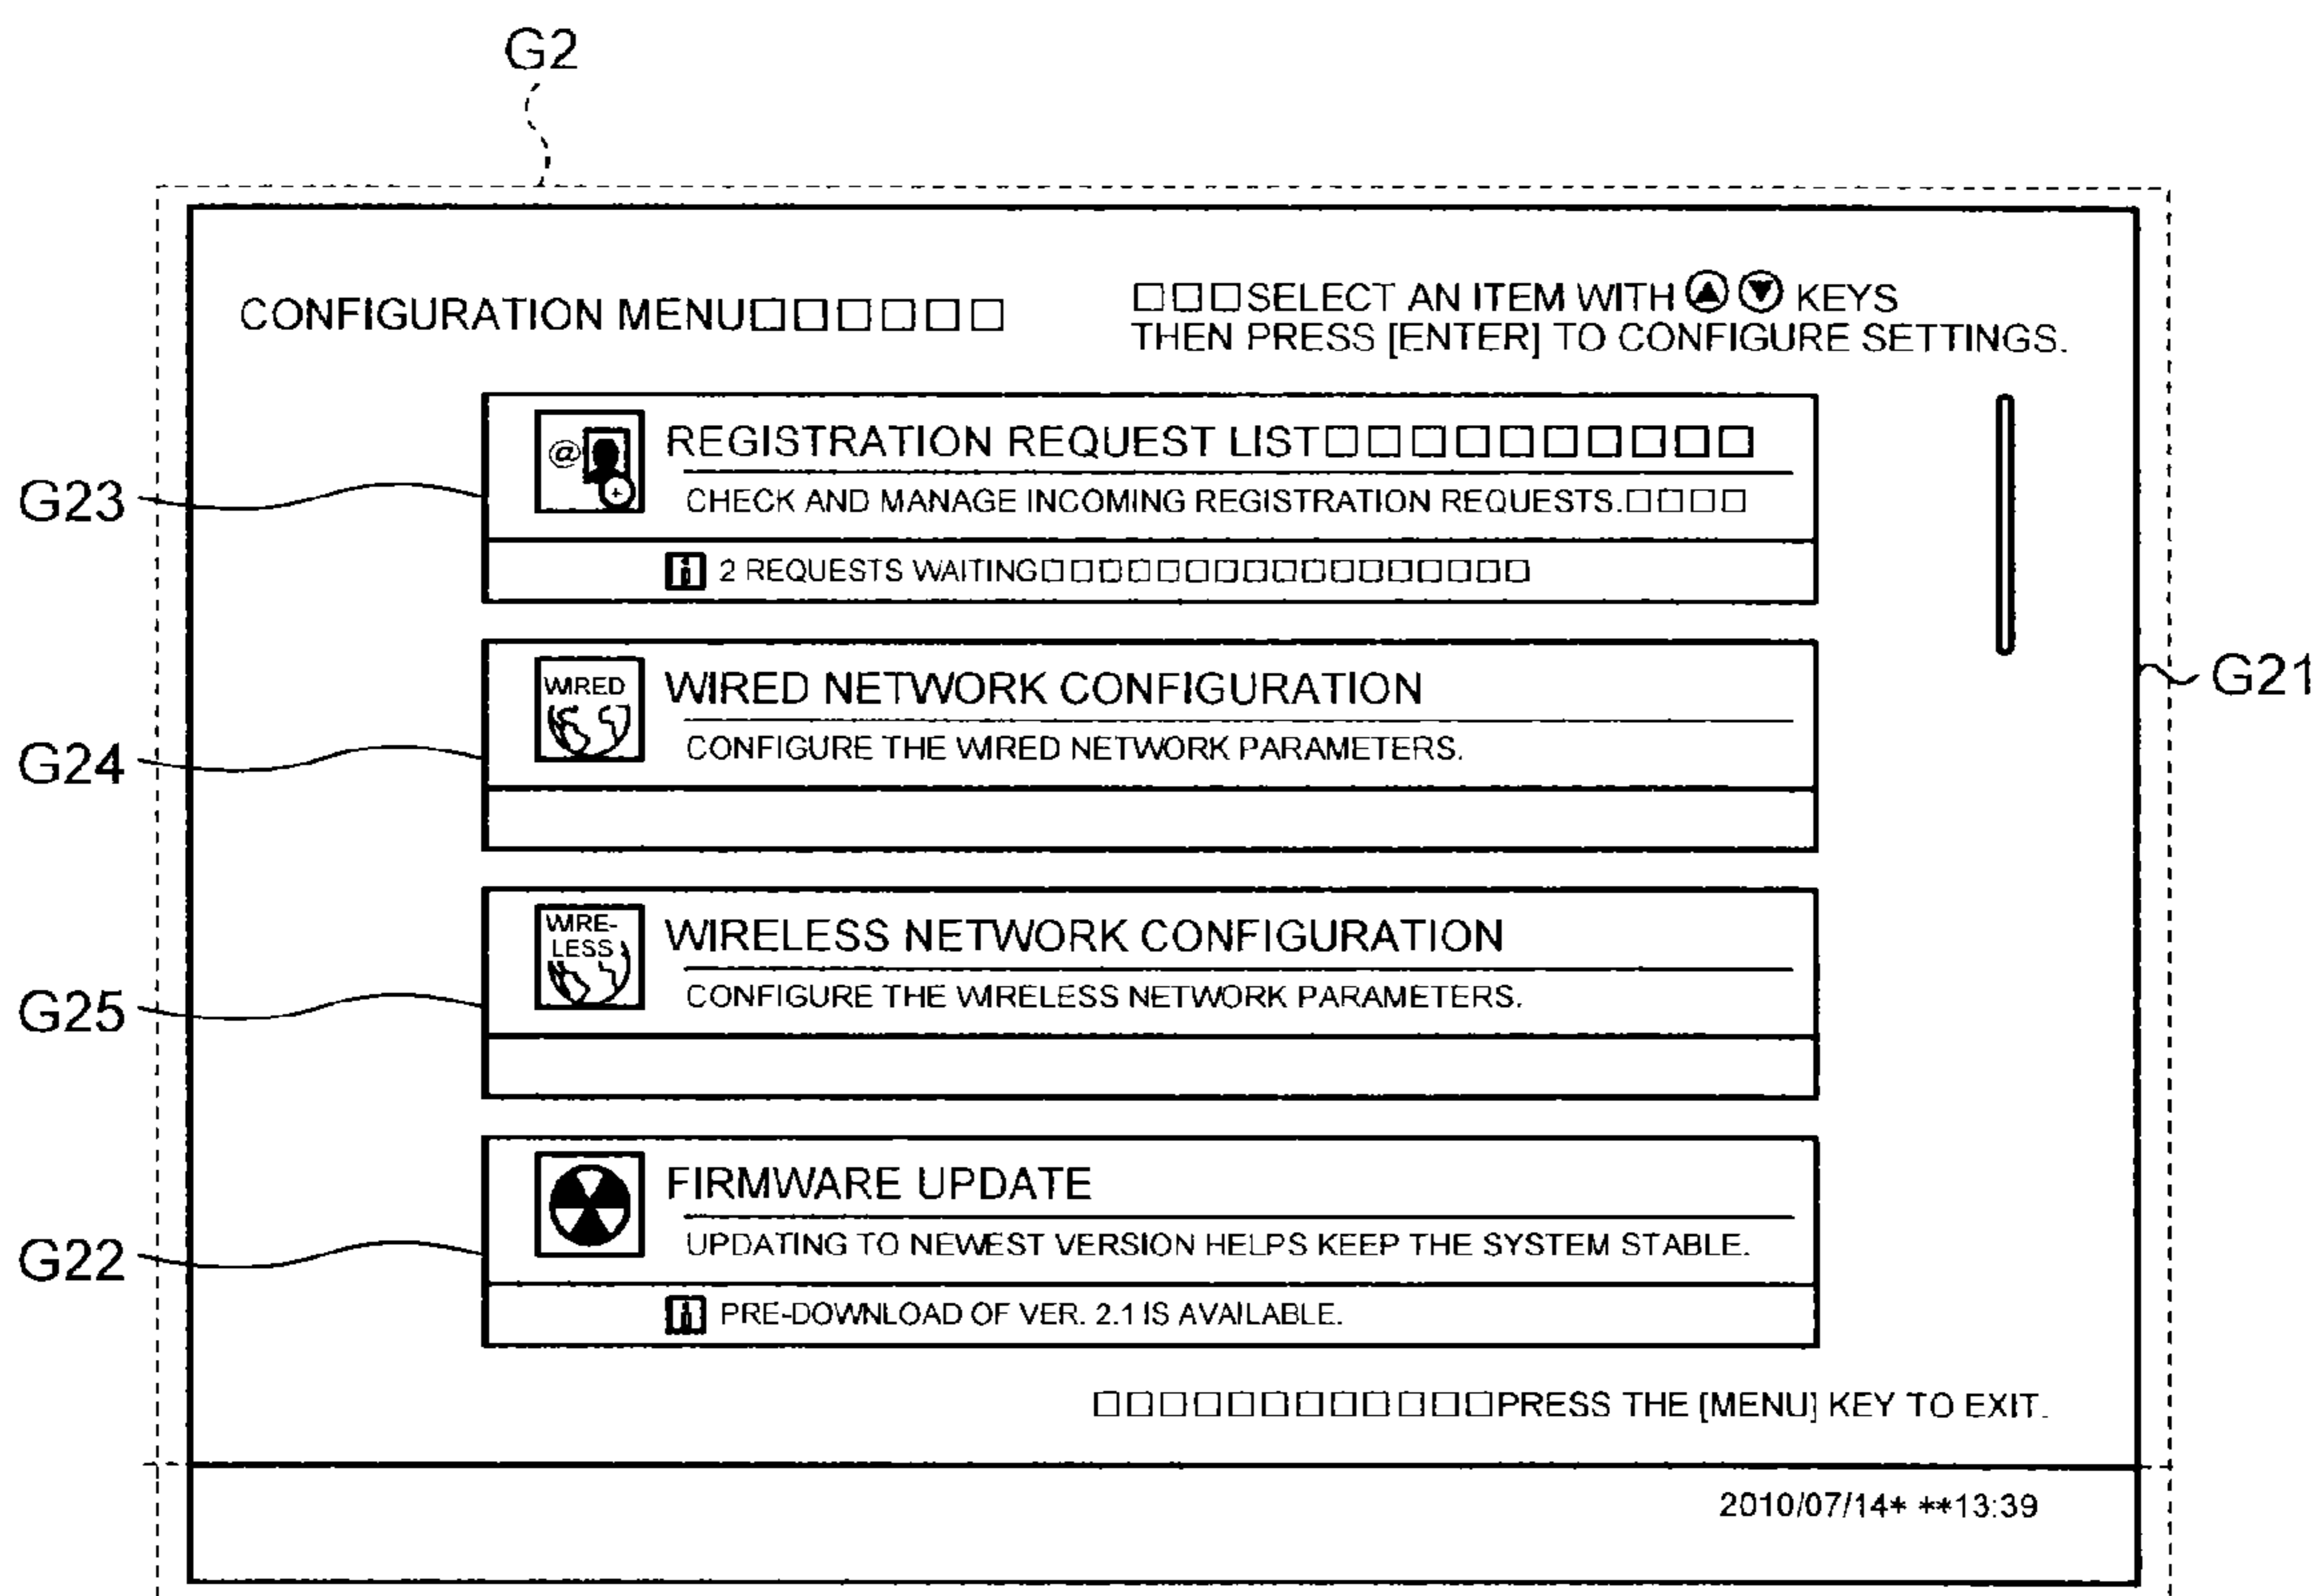 G2
CONFIGURATION MENU□□□□□□
□□□SELECT AN ITEM WITH ▲ ▼ KEYS
THEN PRESS [ENTER] TO CONFIGURE SETTINGS.
G23
@
REGISTRATION REQUEST LIST□□□□□□□□□□
CHECK AND MANAGE INCOMING REGISTRATION REQUESTS.□□□□
i 2 REQUESTS WAITING□□□□□□□□□□□□□□□□□
G21
G24
WIRED
WIRED NETWORK CONFIGURATION
CONFIGURE THE WIRED NETWORK PARAMETERS.
G25
WIRE-
LESS
WIRELESS NETWORK CONFIGURATION
CONFIGURE THE WIRELESS NETWORK PARAMETERS.
G22
FIRMWARE UPDATE
UPDATING TO NEWEST VERSION HELPS KEEP THE SYSTEM STABLE.
i PRE-DOWNLOAD OF VER. 2.1 IS AVAILABLE.
□□□□□□□□□□□□PRESS THE [MENU] KEY TO EXIT.
2010/07/14* **13:39